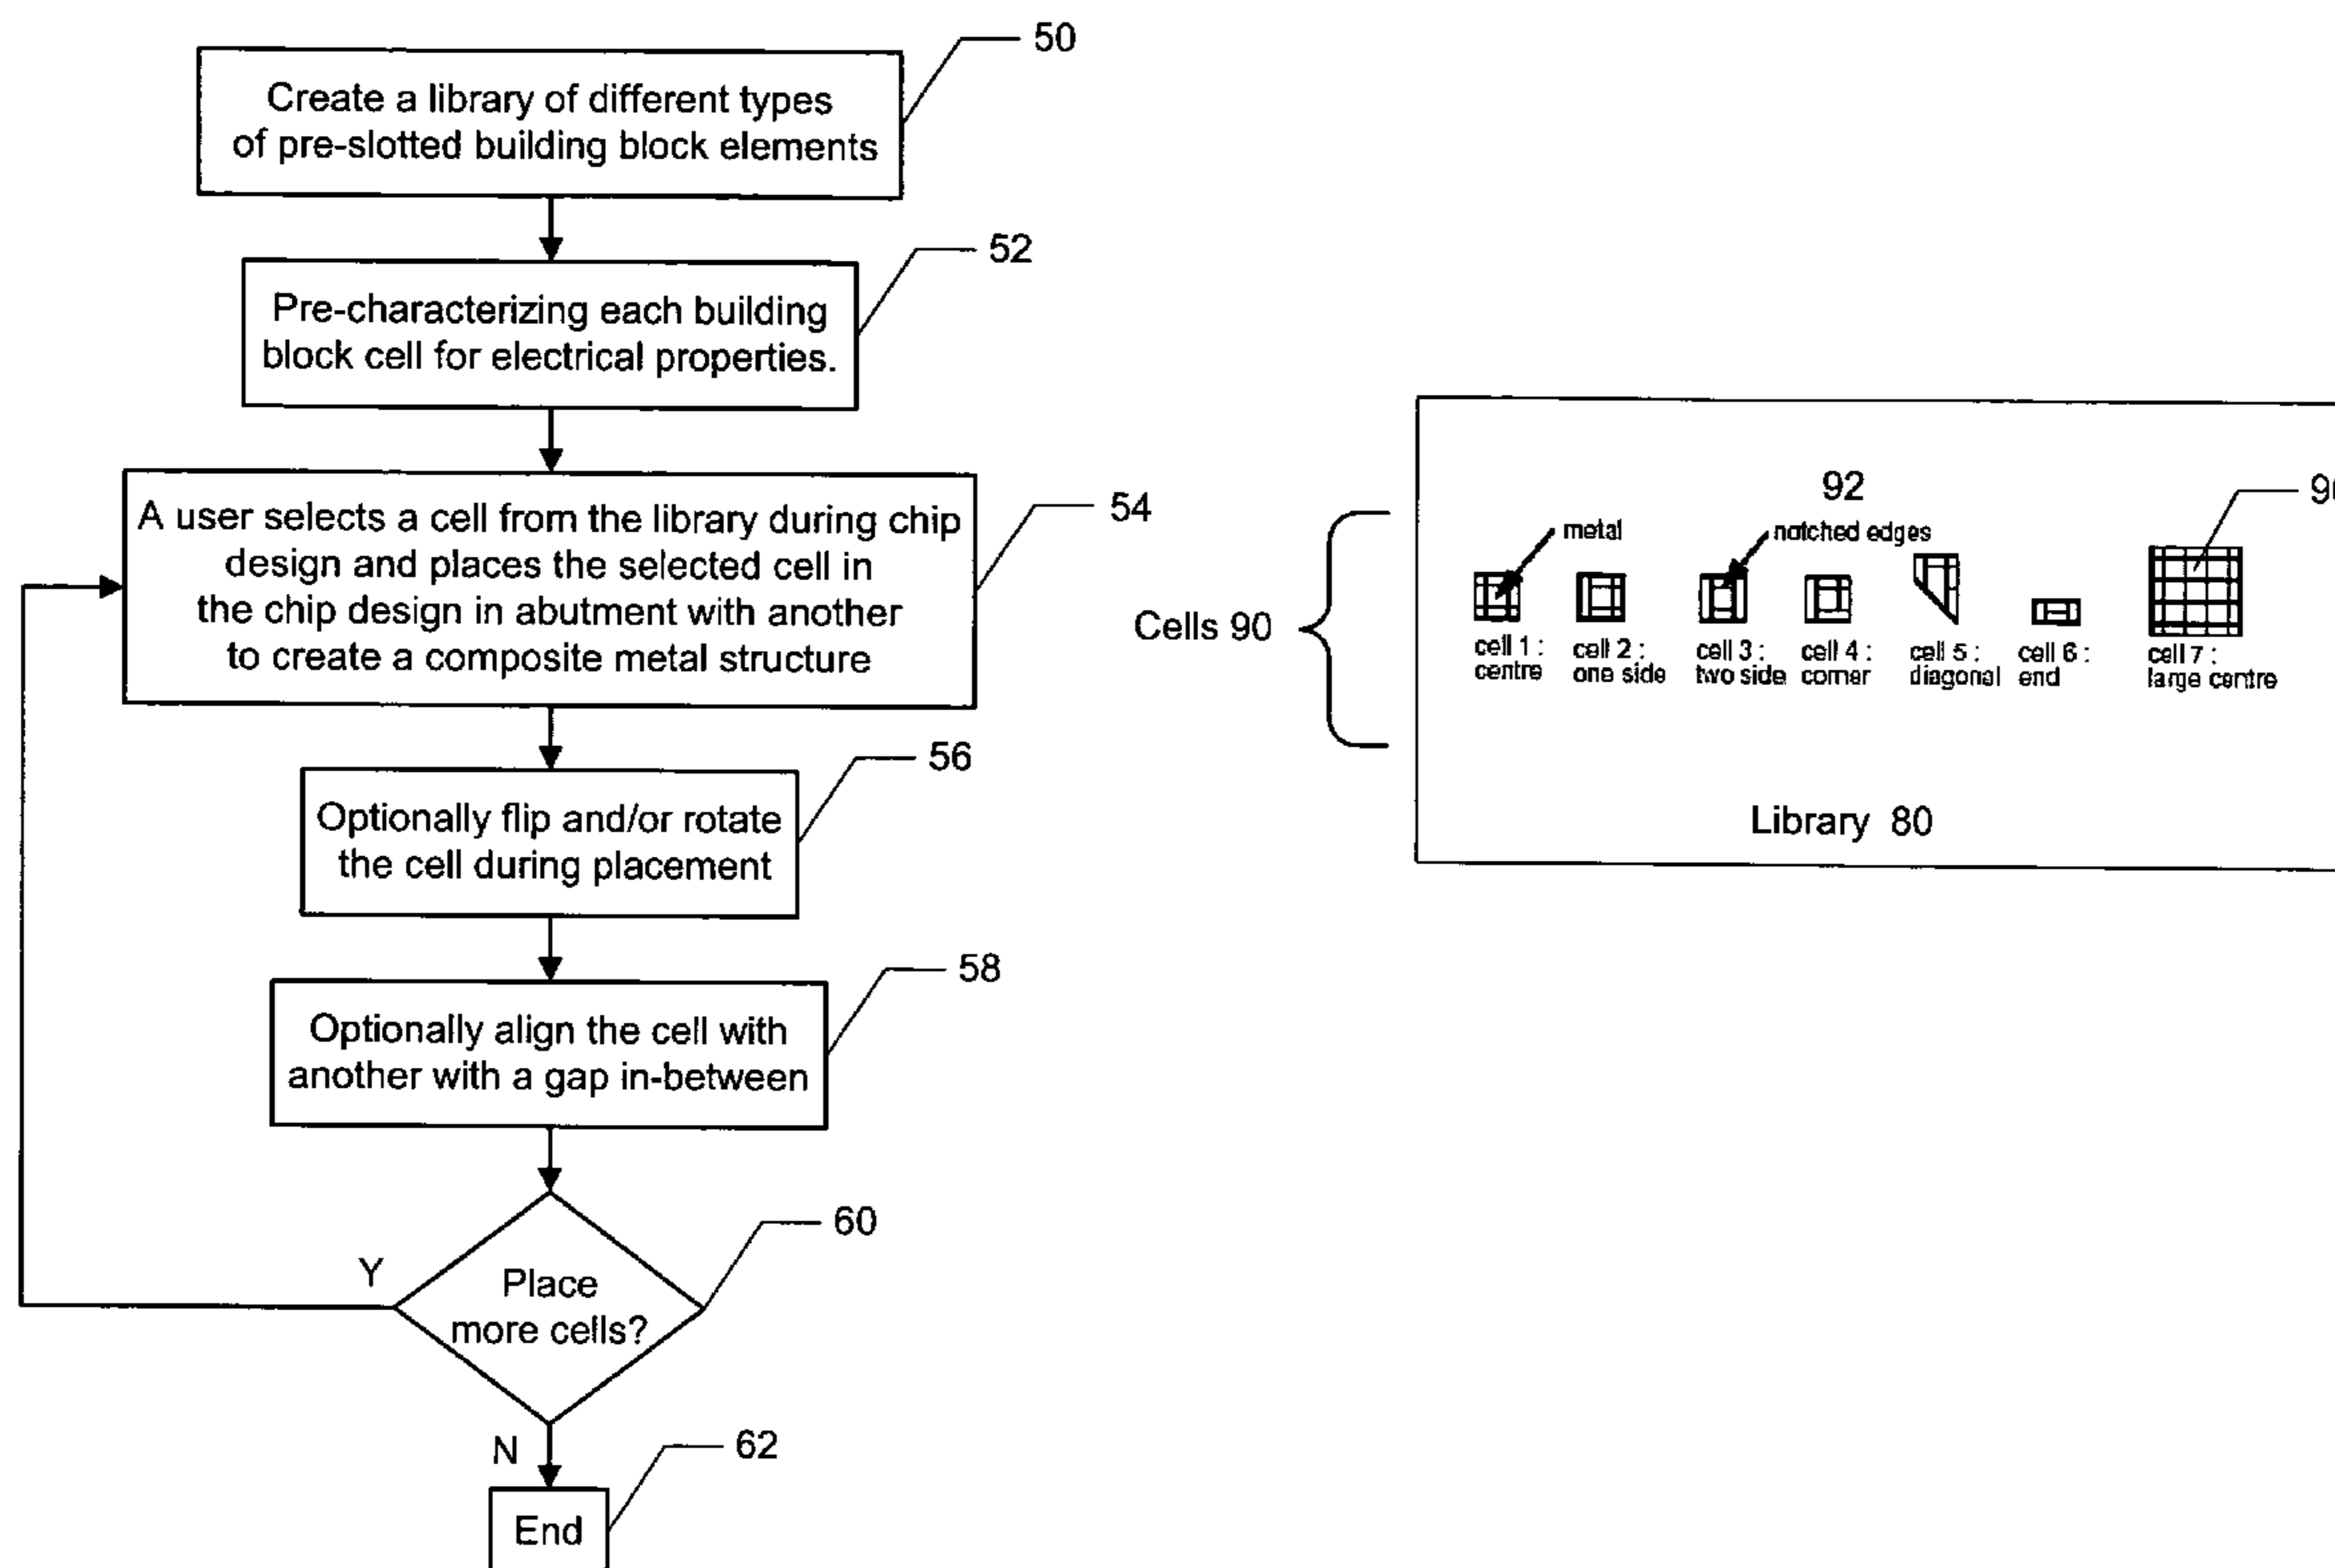 50
Create a library of different types
of pre-slotted building block elements
52
Pre-characterizing each building
block cell for electrical properties.
54
A user selects a cell from the library during chip
design and places the selected cell in
the chip design in abutment with another
to create a composite metal structure
56
Optionally flip and/or rotate
the cell during placement
58
Optionally align the cell with
another with a gap in-between
60
Y
Place
more cells?
N
62
End
Cells 90
92
metal
notched edges
cell 1 :
centre
cell 2 :
one side
cell 3 :
two side
cell 4 :
corner
cell 5 :
diagonal
cell 6 :
end
cell 7 :
large centre
Library 80